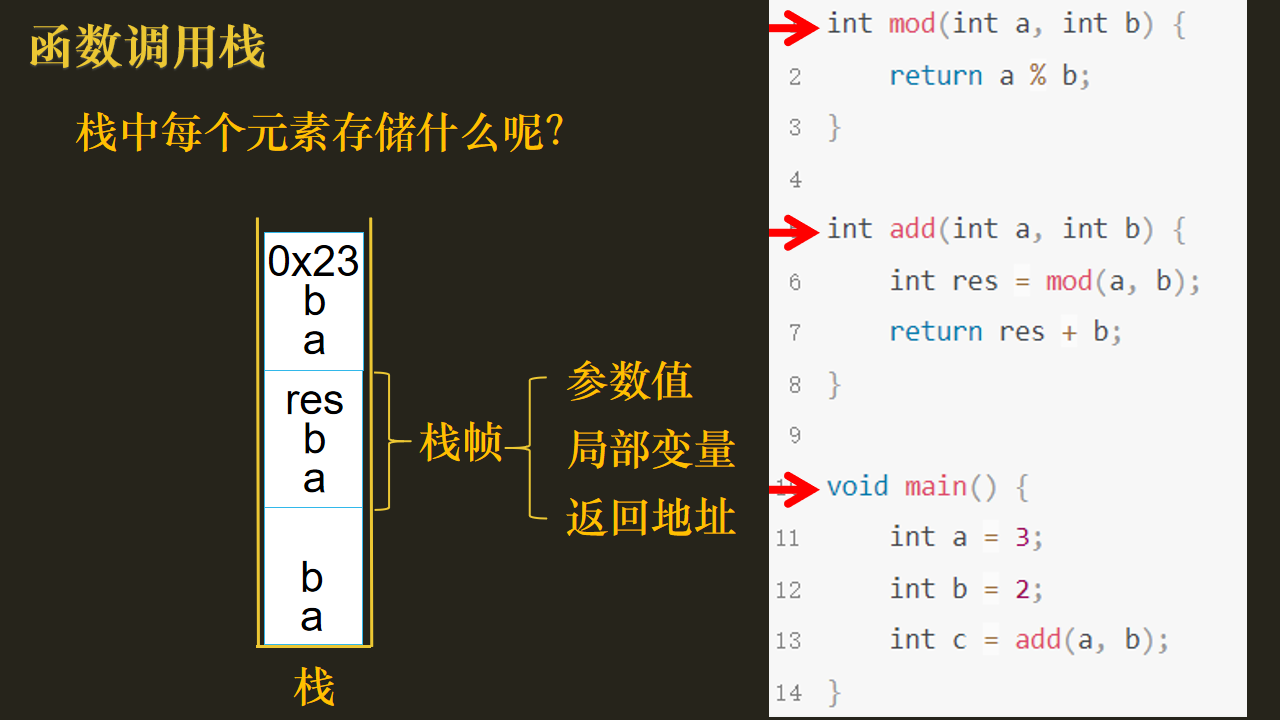 函数调用栈
栈中每个元素存储什么呢?
0x23
b
a
res
b
a
b
a
栈
栈帧
参数值
局部变量
返回地址
int mod(int a, int b) {
2 return a % b;
3 }
4
int add(int a, int b) {
6 int res = mod(a, b);
7 return res + b;
8 }
9
10 void main() {
11 int a = 3;
12 int b = 2;
13 int c = add(a, b);
14 }